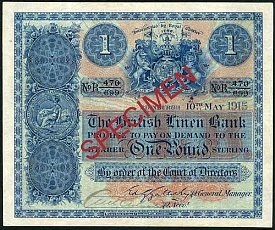 1 1
No R 470 No R 470
699 699
SPECIMEN
10TH MAY 1915
The British Linen Bank
PROMISE TO PAY ON DEMAND TO THE
BEARER One Pound STERLING
By order of the Court of Directors
General Manager.